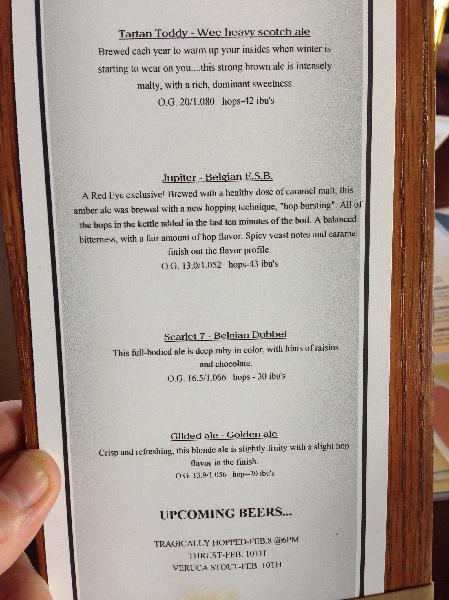 Tartan Toddy - Wee heavy scotch ale
Brewed each year to warm up your insides when winter is
starting to wear on you....this strong brown ale is intensely
malty, with a rich, dominant sweetness.
O.G. 20/1.080 hops-42 ibu's
Jupiter - Belgian E.S.B.
A Red Eye exclusive! Brewed with a healthy dose of caramel malt, this
amber ale was brewed with a new hopping technique, "hop bursting". All of
the hops in the kettle added in the last ten minutes of the boil. A balanced
bitterness, with a fair amount of hop flavor. Spicy yeast notes and carame
finish out the flavor profile.
O.G. 13.0/1.052 hops-43 ibu's
Scarlet 7 - Belgian Dubbel
This full-bodied ale is deep ruby in color, with hints of raisins
and chocolate.
O.G. 16.5/1.066 hops - 30 ibu's
Gilded ale - Golden ale
Crisp and refreshing, this blonde ale is slightly fruity with a slight hop
flavor in the finish.
O.G. 13.9/1.056 hops-20 ibu's
UPCOMING BEERS...
TRAGICALLY HOPPED-FEB.8 @6PM
THRUST-FEB. 10TH
VERUCA STOUT-FEB. 10TH